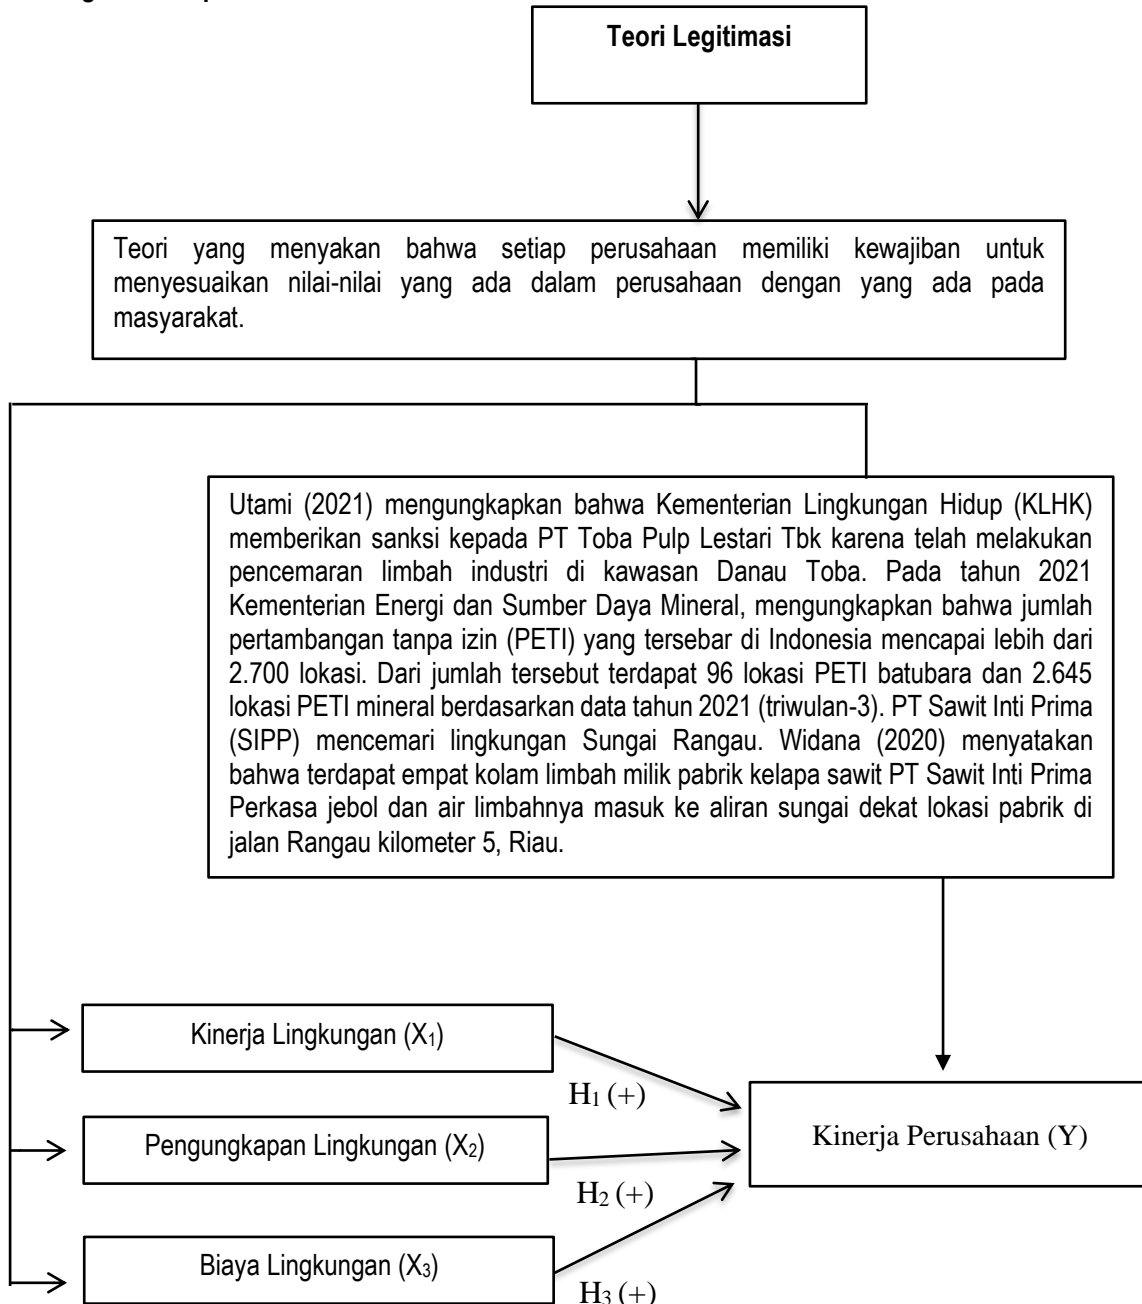 Teori Legitimasi
Teori yang menyakan bahwa setiap perusahaan memiliki kewajiban untuk
menyesuaikan nilai-nilai yang ada dalam perusahaan dengan yang ada pada
masyarakat.
Utami (2021) mengungkapkan bahwa Kementerian Lingkungan Hidup (KLHK)
memberikan sanksi kepada PT Toba Pulp Lestari Tbk karena telah melakukan
pencemaran limbah industri di kawasan Danau Toba. Pada tahun 2021
Kementerian Energi dan Sumber Daya Mineral, mengungkapkan bahwa jumlah
pertambangan tanpa izin (PETI) yang tersebar di Indonesia mencapai lebih dari
2.700 lokasi. Dari jumlah tersebut terdapat 96 lokasi PETI batubara dan 2.645
lokasi PETI mineral berdasarkan data tahun 2021 (triwulan-3). PT Sawit Inti Prima
(SIPP) mencemari lingkungan Sungai Rangau. Widana (2020) menyatakan
bahwa terdapat empat kolam limbah milik pabrik kelapa sawit PT Sawit Inti Prima
Perkasa jebol dan air limbahnya masuk ke aliran sungai dekat lokasi pabrik di
jalan Rangau kilometer 5, Riau.
Kinerja Lingkungan (X₁)
H₁ (+)
Pengungkapan Lingkungan (X₂)
Kinerja Perusahaan (Y)
H₂ (+)
Biaya Lingkungan (X₃)
H₃ (+)